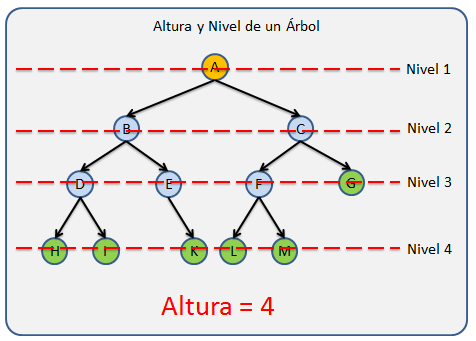 Altura y Nivel de un Árbol
A Nivel 1
B C Nivel 2
D E F G Nivel 3
H I K L M Nivel 4
Altura = 4